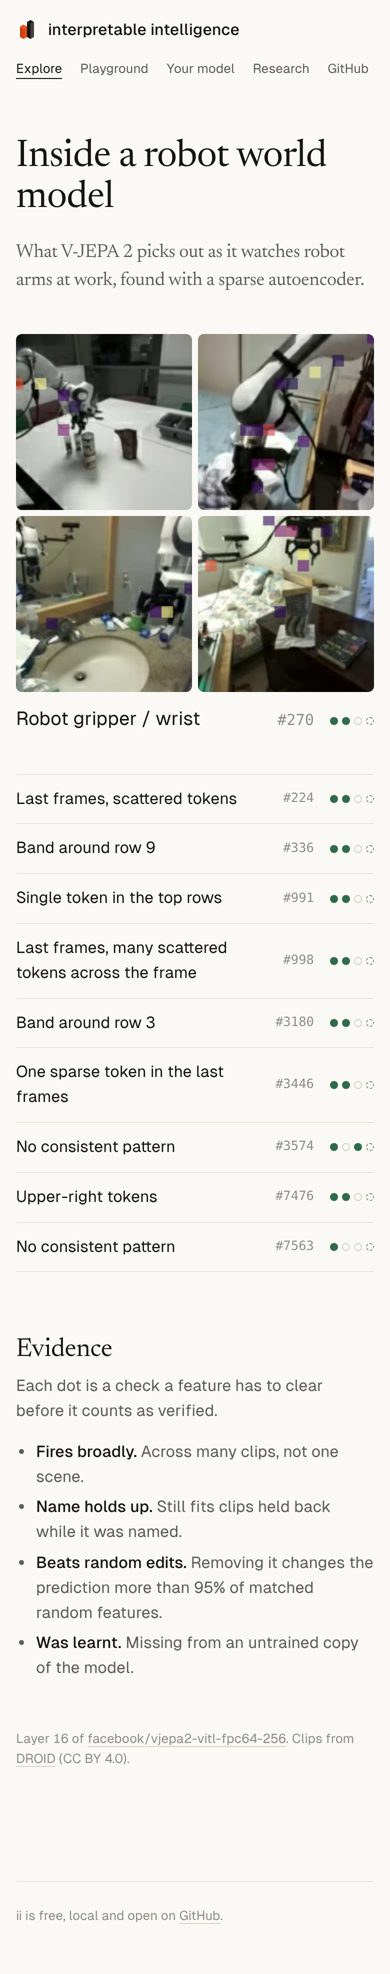 interpretable intelligence
Explore Playground Your model Research GitHub
Inside a robot world
model
What V-JEPA 2 picks out as it watches robot
arms at work, found with a sparse autoencoder.
Robot gripper / wrist #270
Last frames, scattered tokens #224
Band around row 9 #336
Single token in the top rows #991
Last frames, many scattered
tokens across the frame #998
Band around row 3 #3180
One sparse token in the last
frames #3446
No consistent pattern #3574
Upper-right tokens #7476
No consistent pattern #7563
Evidence
Each dot is a check a feature has to clear
before it counts as verified.
• Fires broadly. Across many clips, not one
scene.
• Name holds up. Still fits clips held back
while it was named.
• Beats random edits. Removing it changes the
prediction more than 95% of matched
random features.
• Was learnt. Missing from an untrained copy
of the model.
Layer 16 of facebook/vjepa2-vitl-fpc64-256. Clips from
DROID (CC BY 4.0).
ii is free, local and open on GitHub.